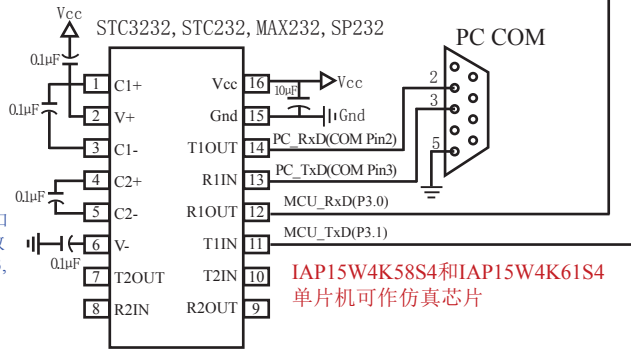 Vcc
STC3232, STC232, MAX232, SP232
PC COM
0.1μF
1 C1+ Vcc 16 Vcc
10μF
0.1μF
2 V+ Gnd 15 Gnd
2
3
3 C1- T1OUT 14 PC_RxD(COM Pin2)
5
4 C2+ R1IN 13 PC_TxD(COM Pin3)
0.1μF
5 C2- R1OUT 12 MCU_RxD(P3.0)
6 V- T1IN 11 MCU_TxD(P3.1)
0.1μF
7 T2OUT T2IN 10
8 R2IN R2OUT 9
IAP15W4K58S4和IAP15W4K61S4
单片机可作仿真芯片